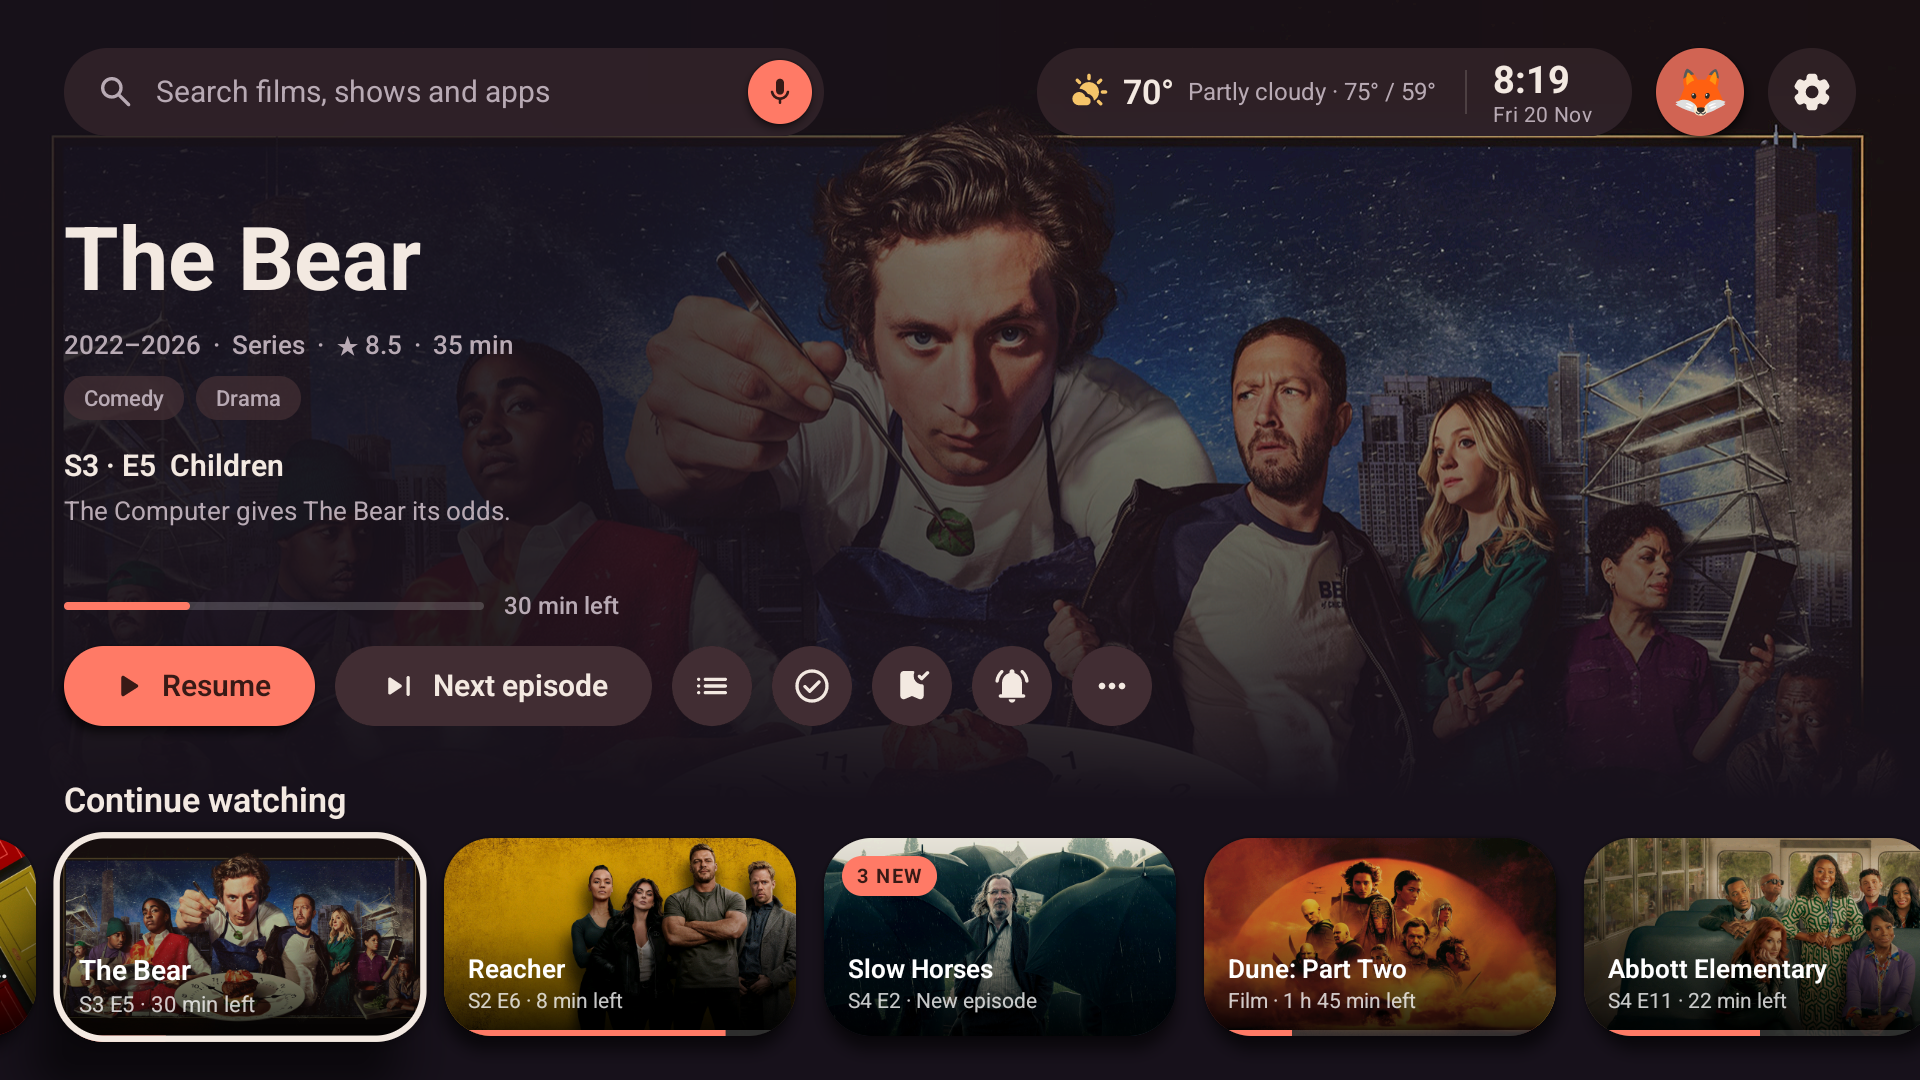 Search films, shows and apps
70° Partly cloudy · 75° / 59°
8:19
Fri 20 Nov
The Bear
2022–2026 · Series · ★ 8.5 · 35 min
Comedy Drama
S3 · E5 Children
The Computer gives The Bear its odds.
30 min left
Resume
Next episode
Continue watching
The Bear
S3 E5 · 30 min left
Reacher
S2 E6 · 8 min left
3 NEW
Slow Horses
S4 E2 · New episode
Dune: Part Two
Film · 1 h 45 min left
Abbott Elementary
S4 E11 · 22 min left